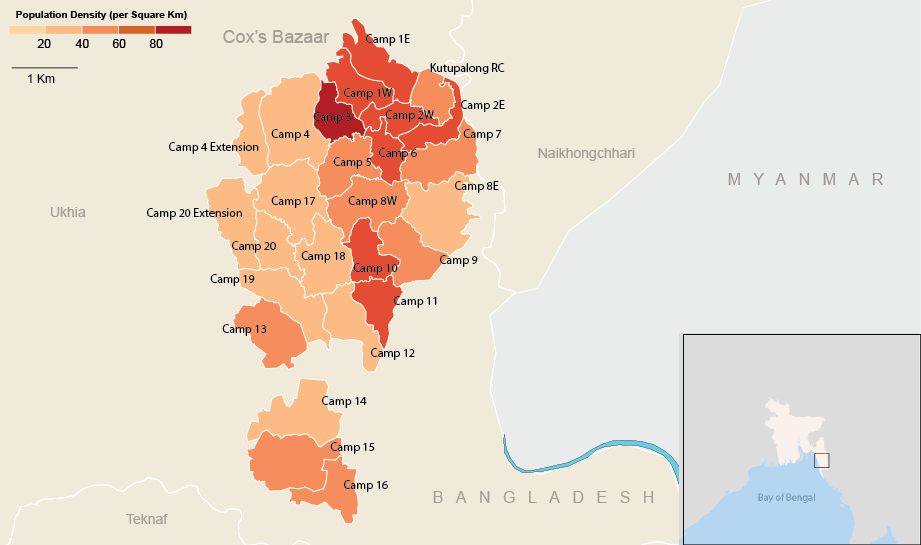 Population Density (per Square Km)
20 40 60 80
1 Km
Cox's Bazaar
Camp 1E
Kutupalong RC
Camp 1W
Camp 2E
Camp 3
Camp 2W
Camp 4
Camp 7
Camp 4 Extension
Camp 6
Camp 5
Naikhongchhari
MYANMAR
Camp 8E
Camp 17
Camp 8W
Ukhia
Camp 20 Extension
Camp 20
Camp 18
Camp 9
Camp 10
Camp 19
Camp 11
Camp 13
Camp 12
Camp 14
Camp 15
Camp 16
BANGLADESH
Bay of Bengal
Teknaf